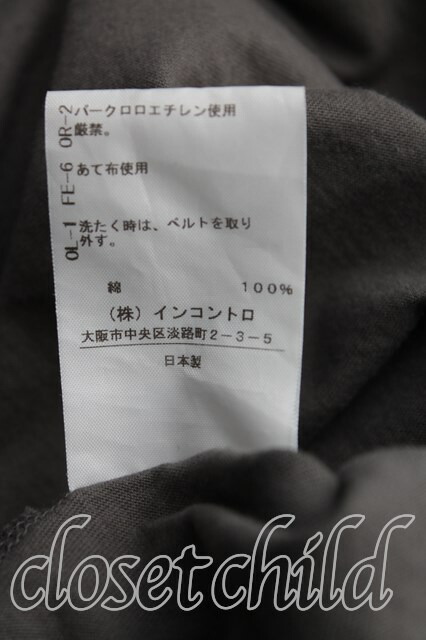 OR-2 パークロロエチレン使用
厳禁。
FE-6 あて布使用
OL-1 洗たく時は、ベルトを取り
外す。
綿 100%
(株)インコントロ
大阪市中央区淡路町2-3-5
日本製
closetchild